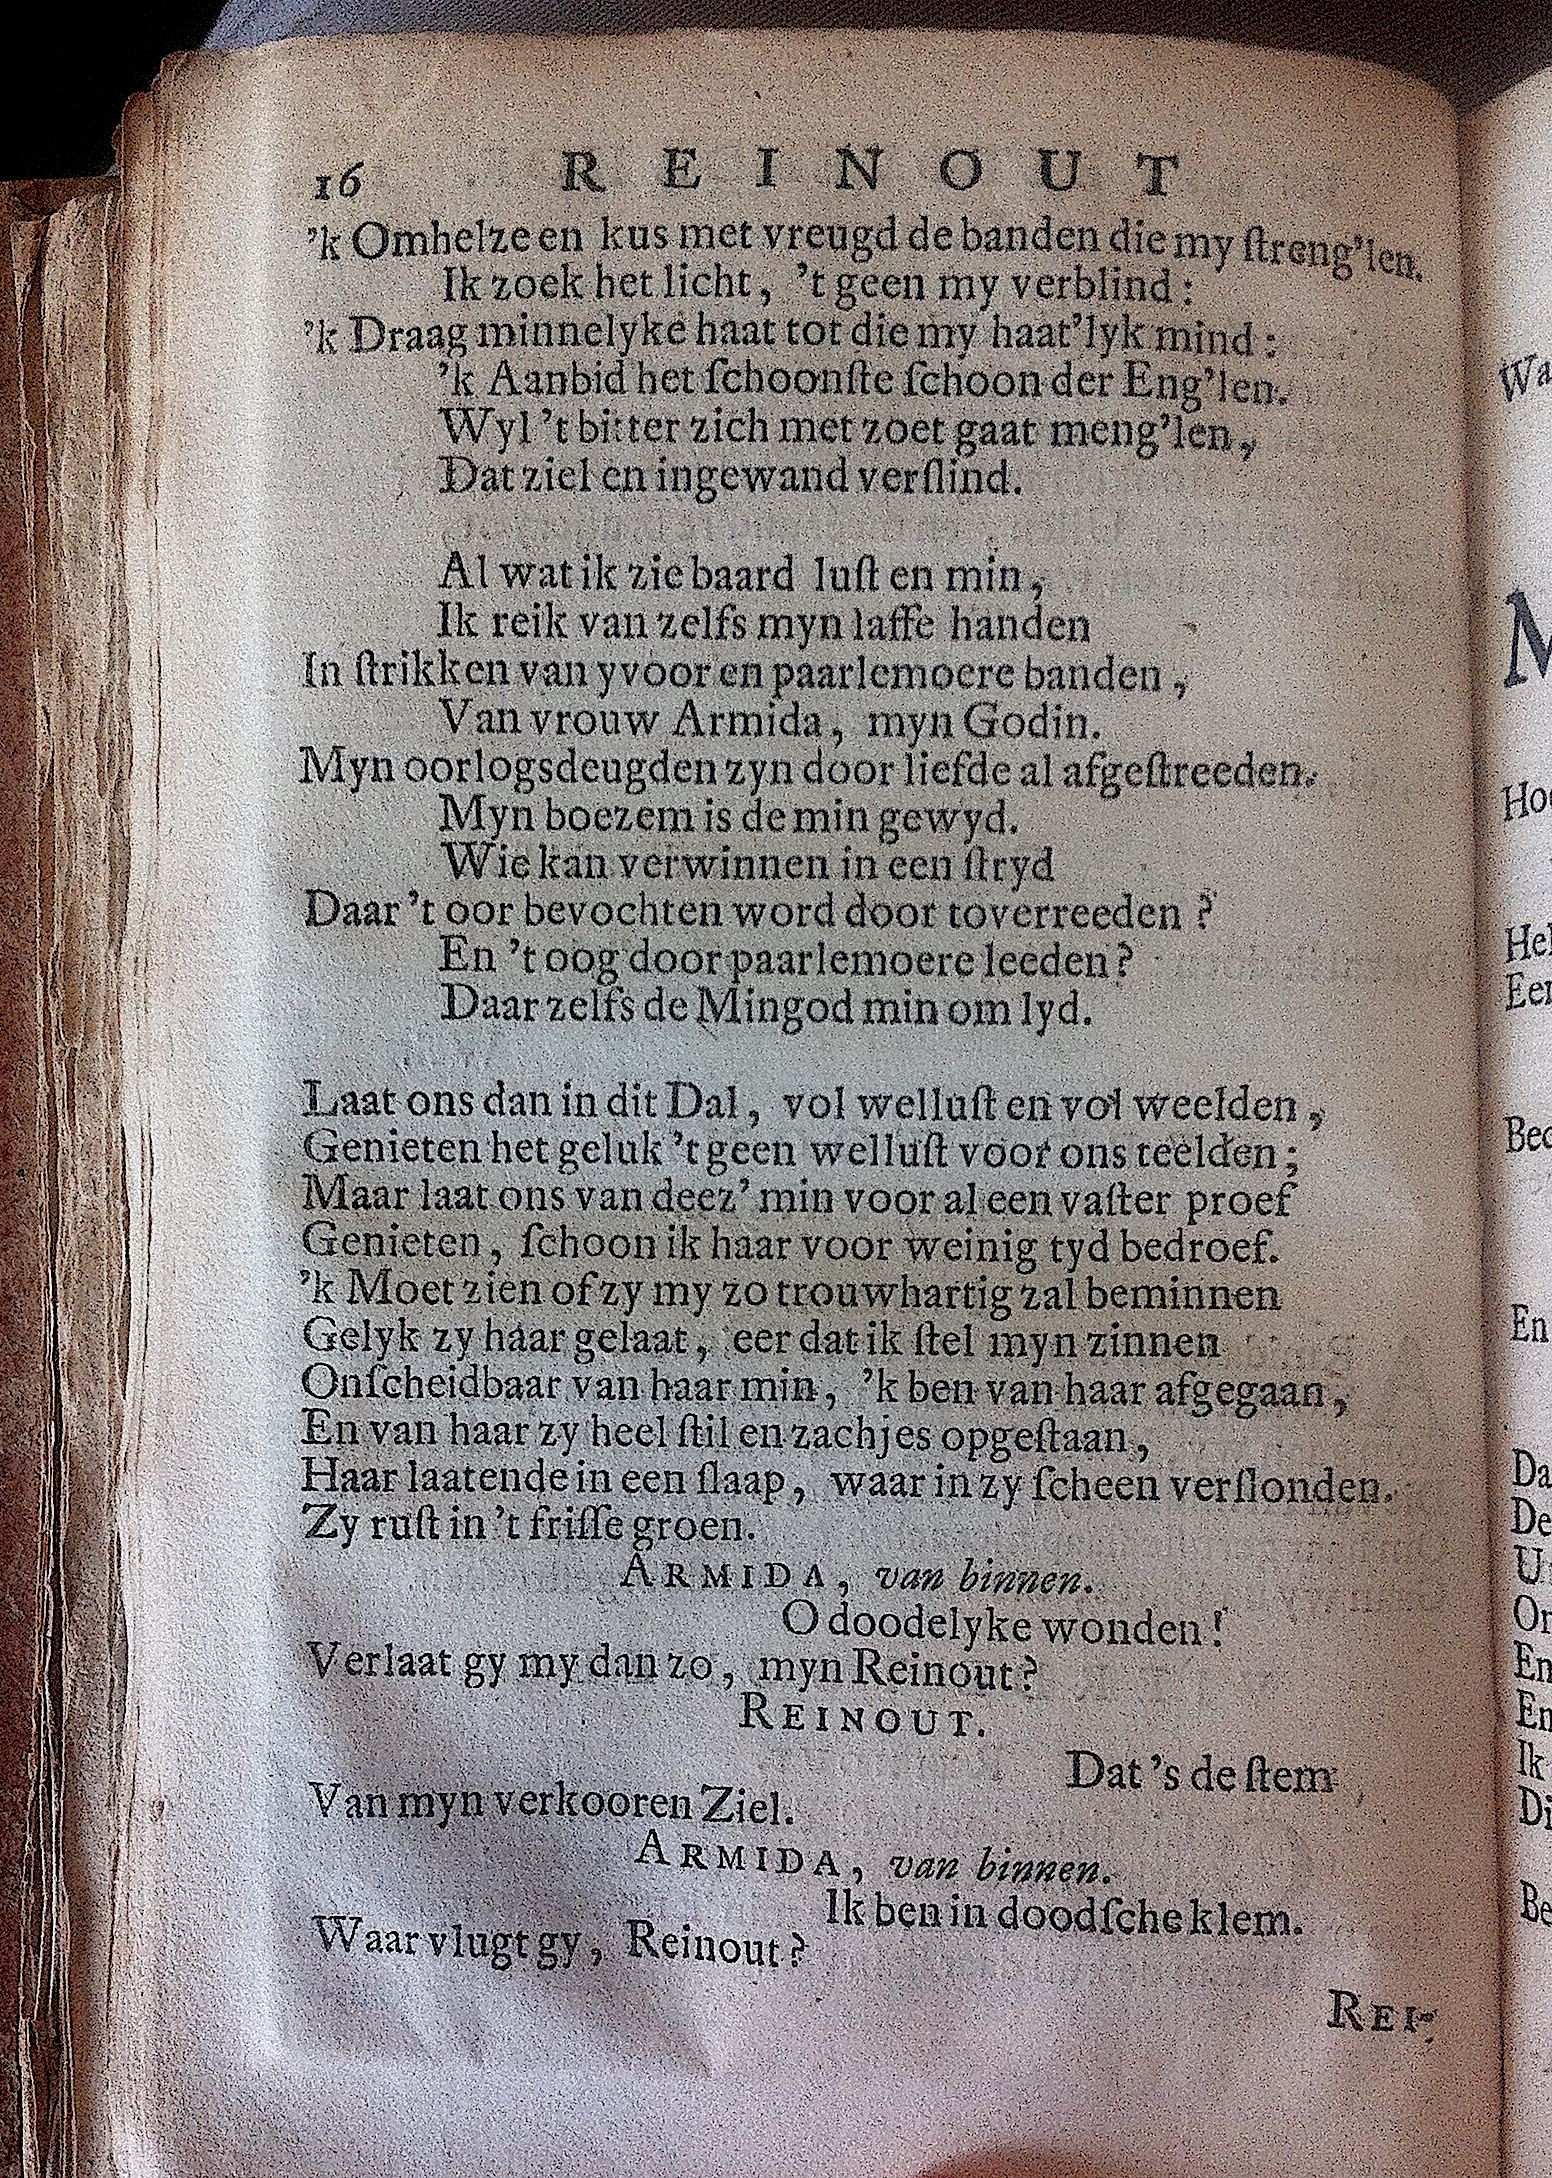 16 REINOUT
'k Omhelze en kus met vreugd de banden die my ſtreng'len.
Ik zoek het licht, 't geen my verblind:
'k Draag minnelyke haat tot die my haat'lyk mind:
'k Aanbid het ſchoonſte ſchoon der Eng'len.
Wyl 't bitter zich met zoet gaat meng'len,
Dat ziel en ingewand verſlind.
Al wat ik zie baard luſt en min,
Ik reik van zelfs myn laffe handen
In ſtrikken van yvoor en paarlemoere banden,
Van vrouw Armida, myn Godin.
Myn oorlogsdeugden zyn door liefde al afgeſtreeden.
Myn boezem is de min gewyd.
Wie kan verwinnen in een ſtryd
Daar 't oor bevochten word door toverreeden?
En 't oog door paarlemoere leeden?
Daar zelfs de Mingod min om lyd.
Laat ons dan in dit Dal, vol welluſt en vol weelden,
Genieten het geluk 't geen welluſt voor ons teelden;
Maar laat ons van deez' min voor al een vaſter proef
Genieten, ſchoon ik haar voor weinig tyd bedroef.
'k Moet zien of zy my zo trouwhartig zal beminnen
Gelyk zy haar gelaat, eer dat ik ſtel myn zinnen
Onſcheidbaar van haar min, 'k ben van haar afgegaan,
En van haar zy heel ſtil en zachjes opgeſtaan,
Haar laatende in een ſlaap, waar in zy ſcheen verſlonden.
Zy ruſt in 't friſſe groen.
ARMIDA, van binnen.
O doodelyke wonden!
Verlaat gy my dan zo, myn Reinout?
REINOUT.
Dat 's de ſtem
Van myn verkooren Ziel.
ARMIDA, van binnen.
Ik ben in doodſche klem.
Waar vlugt gy, Reinout?
REI-
Hoe
En
Da
De
En
En
Ik
Di
Be